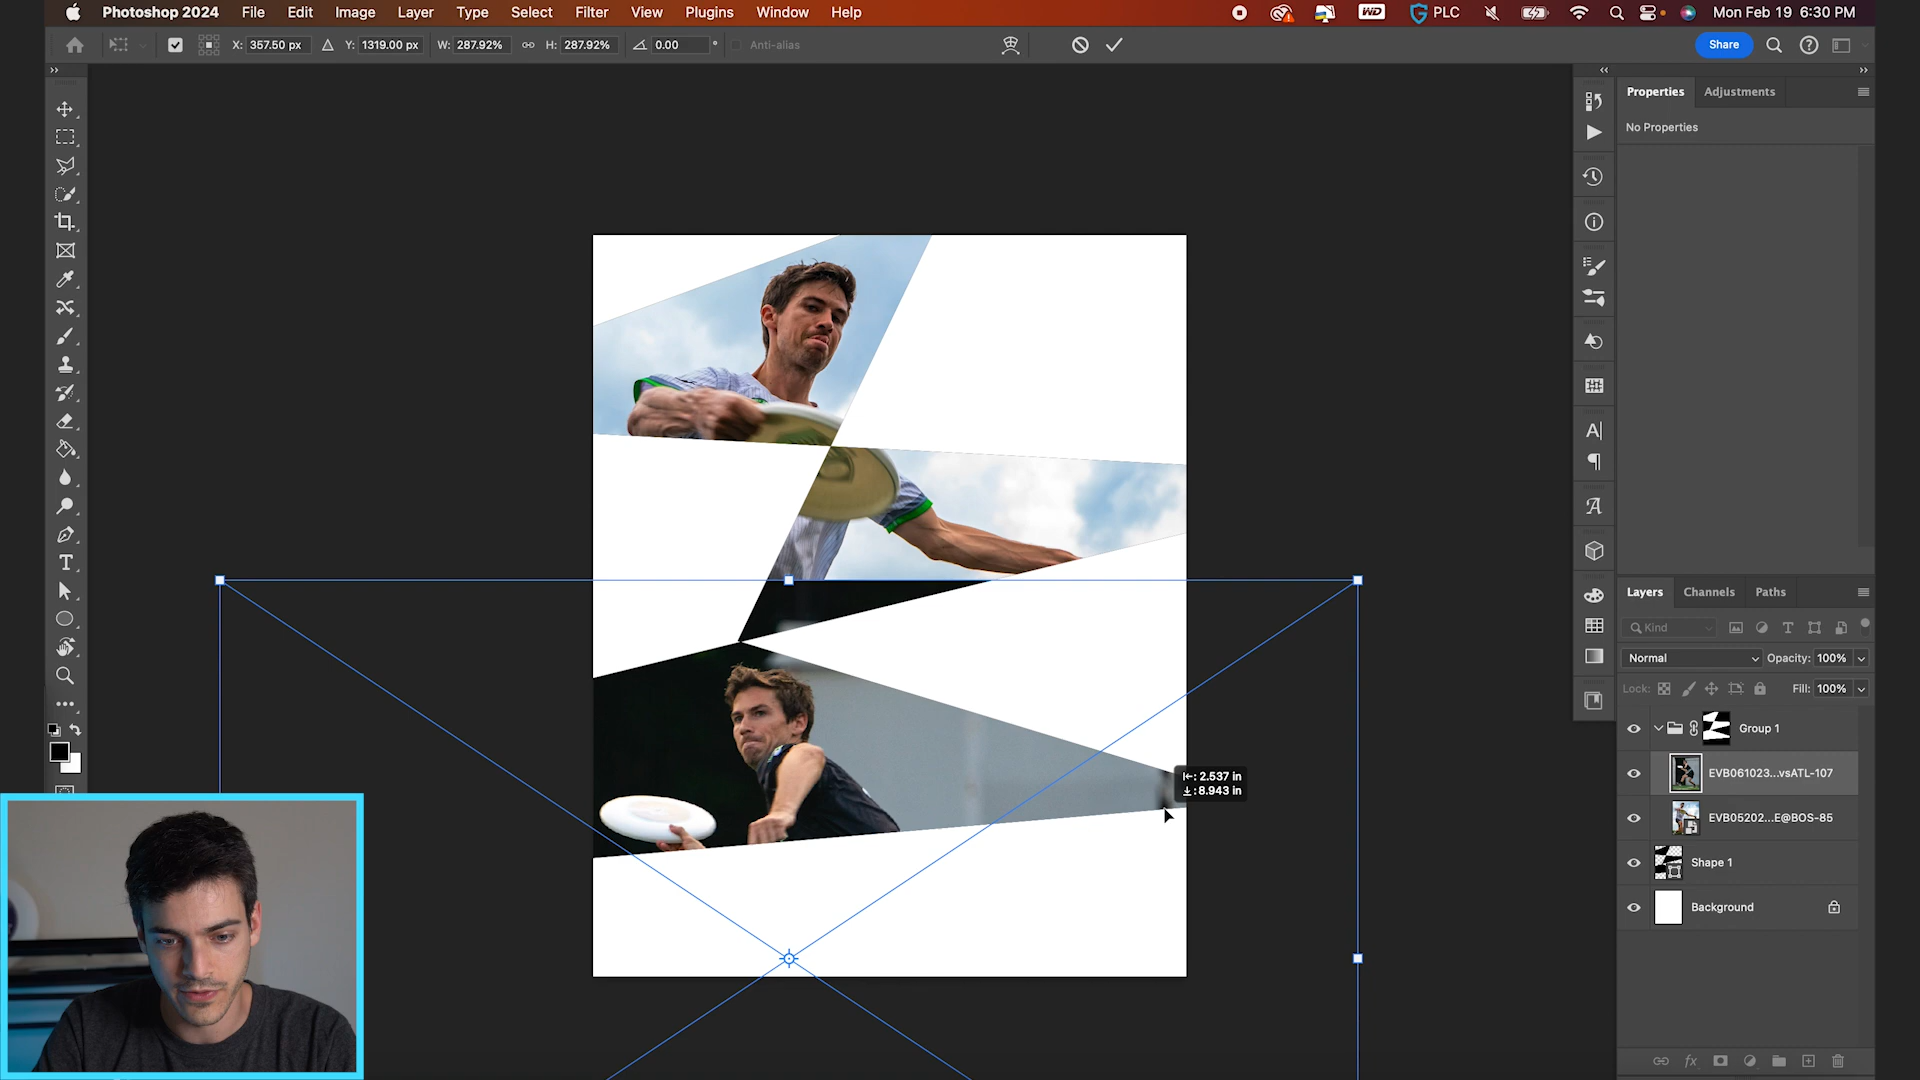 Photoshop 2024 File Edit Image Layer Type Select Filter View Plugins Window Help WD PLC Mon Feb 19 6:30 PM
X: 357.50 px Y: 1319.00 px W: 287.92% H: 287.92% 0.00 ° Anti-alias Share
Properties Adjustments
No Properties
2.537 in
8.943 in
Layers Channels Paths
Kind
Normal Opacity: 100%
Lock: Fill: 100%
Group 1
EVB061023...vsATL-107
EVB05202...E@BOS-85
Shape 1
Background